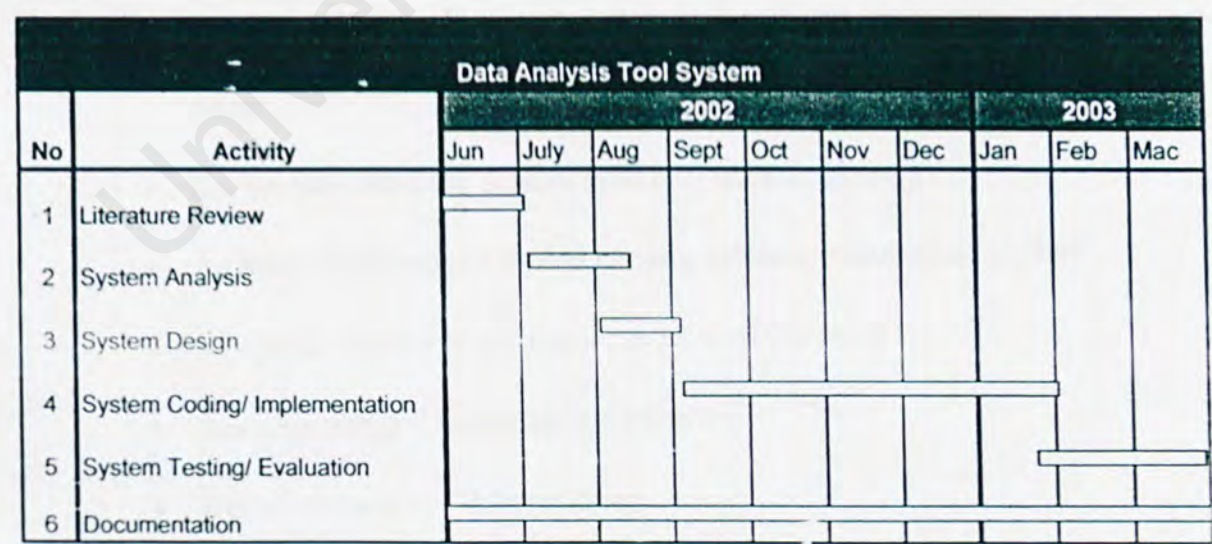 Data Analysis Tool System
2002 2003
No Activity Jun July Aug Sept Oct Nov Dec Jan Feb Mac
1 Literature Review
2 System Analysis
3 System Design
4 System Coding/ Implementation
5 System Testing/ Evaluation
6 Documentation